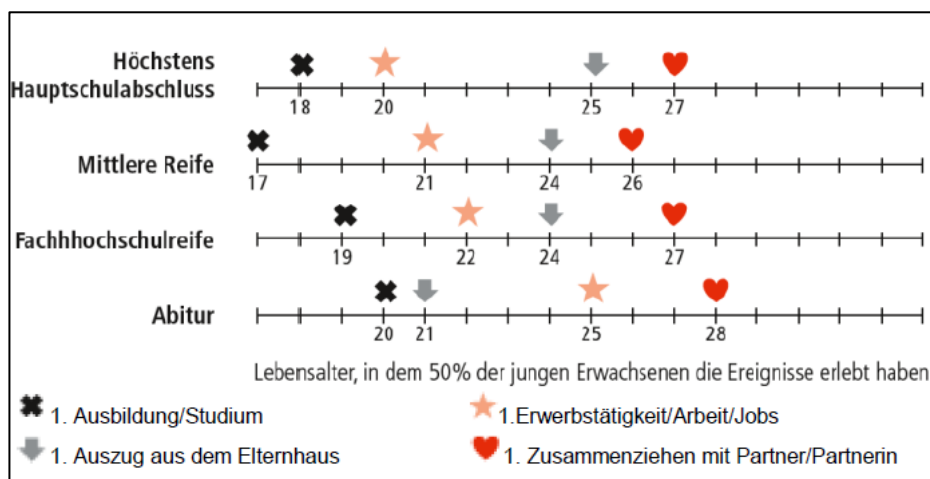 Höchstens
Hauptschulabschluss
18 20 25 27
Mittlere Reife
17 21 24 26
Fachhhochschulreife
19 22 24 27
Abitur
20 21 25 28
Lebensalter, in dem 50% der jungen Erwachsenen die Ereignisse erlebt haben
1. Ausbildung/Studium
1.Erwerbstätigkeit/Arbeit/Jobs
1. Auszug aus dem Elternhaus
1. Zusammenziehen mit Partner/Partnerin